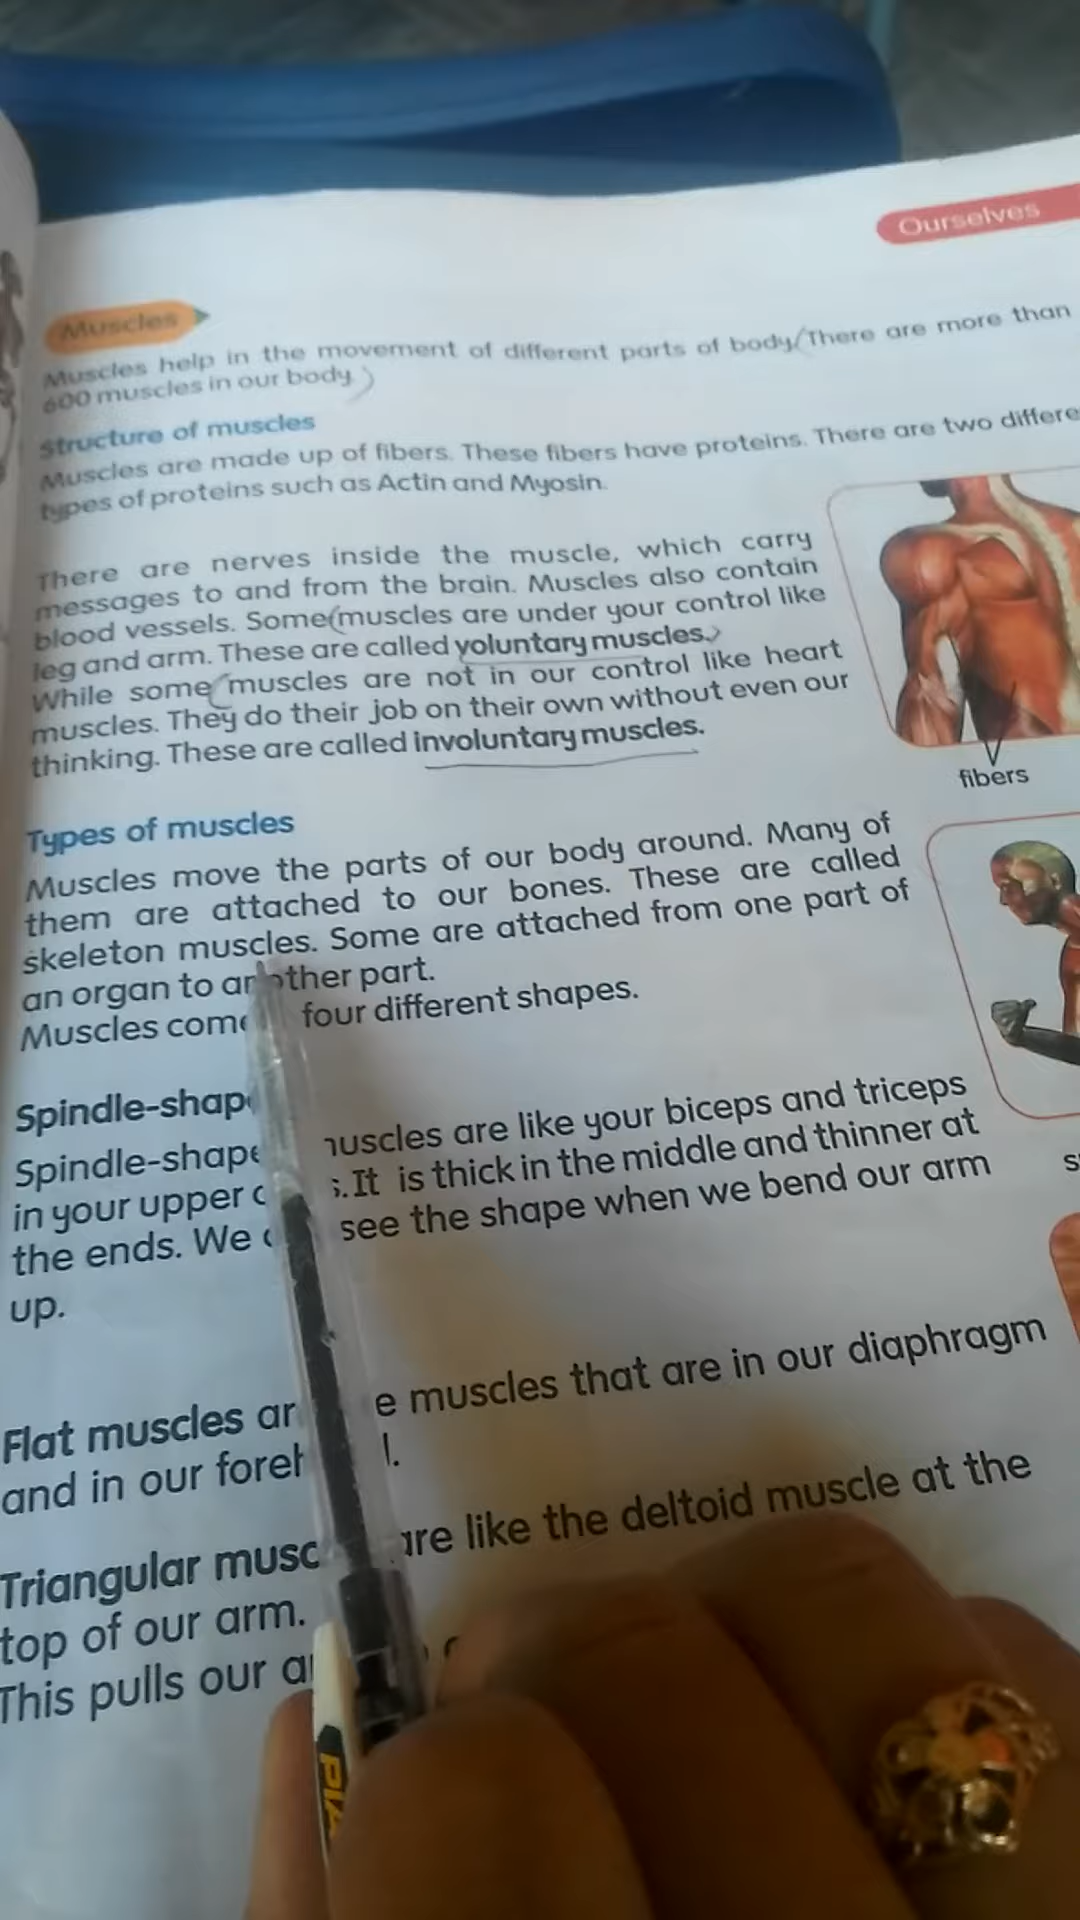 Ourselves
Muscles
Muscles help in the movement of different parts of body. There are more than
600 muscles in our body.
Structure of muscles
Muscles are made up of fibers. These fibers have proteins. There are two
types of proteins such as Actin and Myosin.
There are nerves inside the muscle, which carry
messages to and from the brain. Muscles also contain
blood vessels. Some muscles are under your control like
leg and arm. These are called voluntary muscles.
While some muscles are not in our control like heart
muscles. They do their job on their own without even our
thinking. These are called involuntary muscles.
fibers
Types of muscles
Muscles move the parts of our body around. Many of
them are attached to our bones. These are called
skeleton muscles. Some are attached from one part of
an organ to another part.
Muscles come four different shapes.
Spindle-shap
Spindle-shape muscles are like your biceps and triceps
in your upper It is thick in the middle and thinner at
the ends. We see the shape when we bend our arm
up.
Flat muscles are muscles that are in our diaphragm
and in our
Triangular are like the deltoid muscle at the
top of our arm.
This pulls our